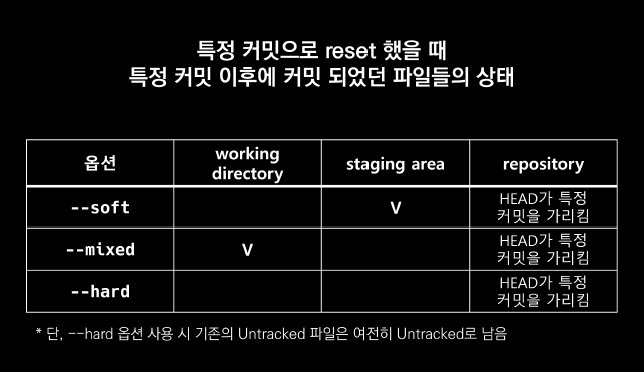 특정 커밋으로 reset 했을 때
특정 커밋 이후에 커밋 되었던 파일들의 상태
옵션
working
directory
staging area
repository
--soft
V
HEAD가 특정
커밋을 가리킴
--mixed
V
HEAD가 특정
커밋을 가리킴
--hard
HEAD가 특정
커밋을 가리킴
* 단, --hard 옵션 사용 시 기존의 Untracked 파일은 여전히 Untracked로 남음